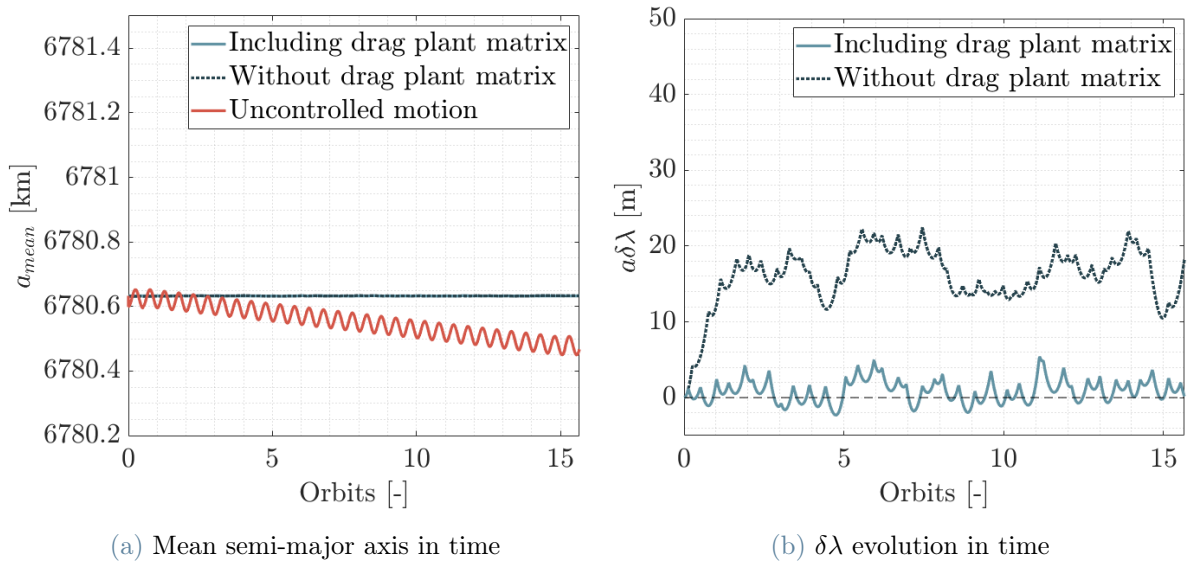 6781.4
6781.2
6781
6780.8
6780.6
6780.4
6780.2
a_mean [km]
0
5
10
15
Orbits [-]
Including drag plant matrix
Without drag plant matrix
Uncontrolled motion
(a) Mean semi-major axis in time
50
40
30
20
10
0
aδλ [m]
0
5
10
15
Orbits [-]
Including drag plant matrix
Without drag plant matrix
(b) δλ evolution in time